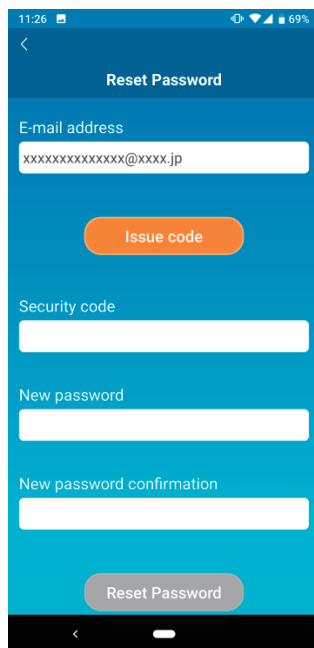 11:26 69%
Reset Password
E-mail address
xxxxxxxxxxxxxx@xxxx.jp
Issue code
Security code
New password
New password confirmation
Reset Password